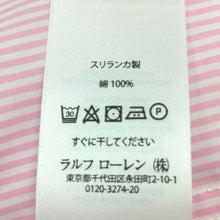 スリランカ製
綿 100%
すぐに干してください
ラルフ ローレン (株)
東京都千代田区永田町2-10-1
0120-3274-20